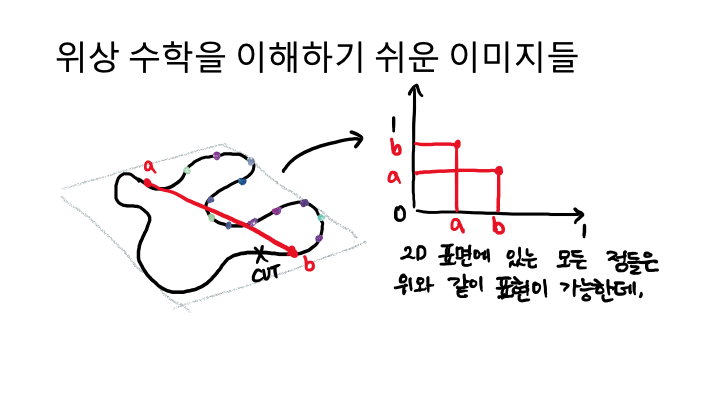 위상 수학을 이해하기 쉬운 이미지들
a
b
CUT
1
b
a
0
a
b
1
2D 표면에 있는 모든 점들은
위와 같이 표현이 가능한데,